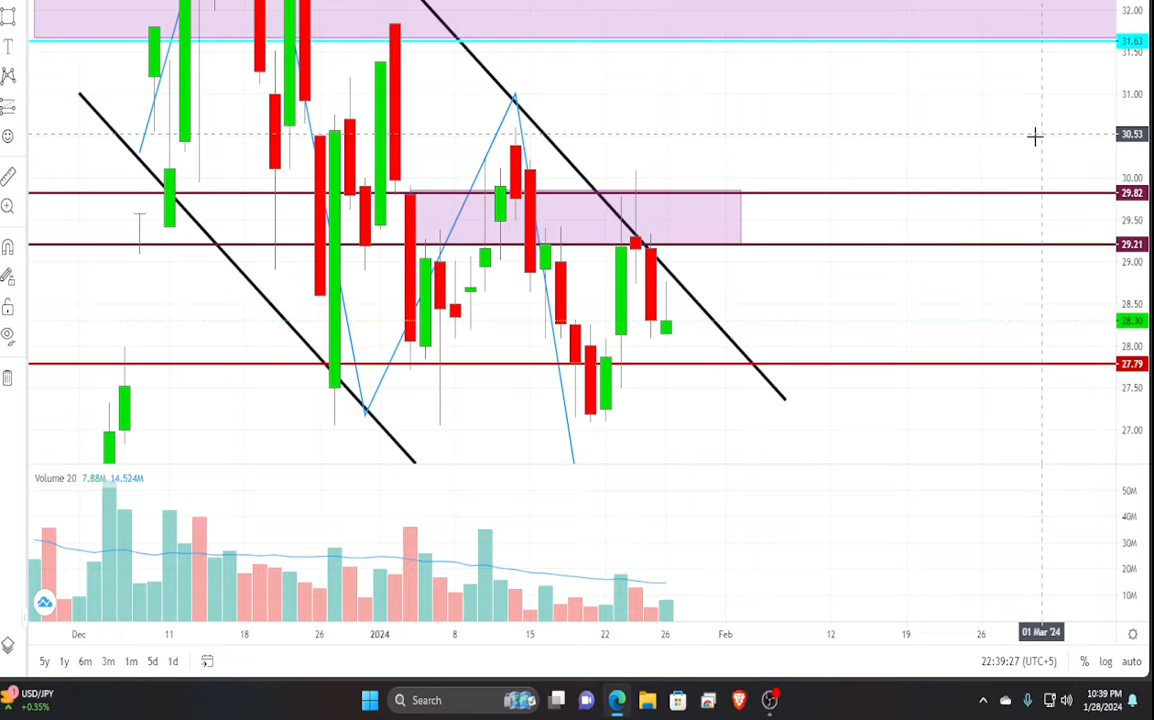 32.00
31.63
31.50
31.00
30.53
30.00
29.82
29.50
29.21
29.00
28.50
28.30
28.00
27.79
27.50
27.00
Volume 20 7.88M 14.524M
50M
40M
30M
20M
10M
Dec 11 18 26 2024 8 15 22 26 Feb 12 19 26 01 Mar '24
5y 1y 6m 3m 1m 5d 1d 22:39:27 (UTC+5) % log auto
1 USD/JPY
+0.35%
Search
10:39 PM
1/28/2024